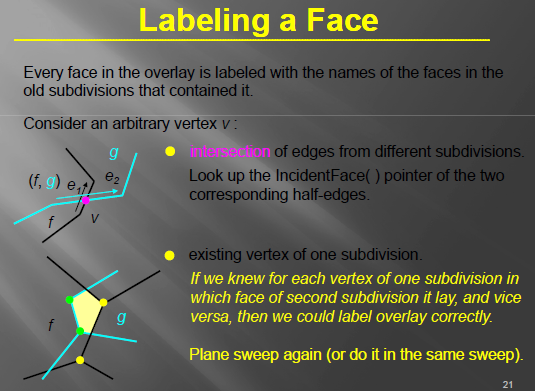 Labeling a Face
Every face in the overlay is labeled with the names of the faces in the
old subdivisions that contained it.
Consider an arbitrary vertex v :
g
(f, g) e1 e2
f v
intersection of edges from different subdivisions.
Look up the IncidentFace( ) pointer of the two
corresponding half-edges.
existing vertex of one subdivision.
If we knew for each vertex of one subdivision in
which face of second subdivision it lay, and vice
versa, then we could label overlay correctly.
f g
Plane sweep again (or do it in the same sweep).
21